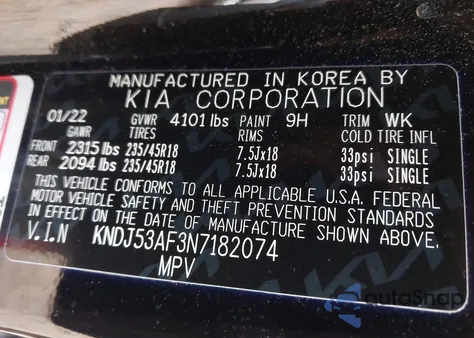 MANUFACTURED IN KOREA BY
KIA CORPORATION
01/22 GVWR 4101 lbs PAINT 9H TRIM WK
GAWR TIRES RIMS COLD TIRE INFL
FRONT 2315 lbs 235/45R18 7.5Jx18 33psi SINGLE
REAR 2094 lbs 235/45R18 7.5Jx18 33psi SINGLE
THIS VEHICLE CONFORMS TO ALL APPLICABLE U.S.A. FEDERAL
MOTOR VEHICLE SAFETY AND THEFT PREVENTION STANDARDS
IN EFFECT ON THE DATE OF MANUFACTURE SHOWN ABOVE.
V.I.N KNDJ53AF3N7182074
MPV
autoSnap